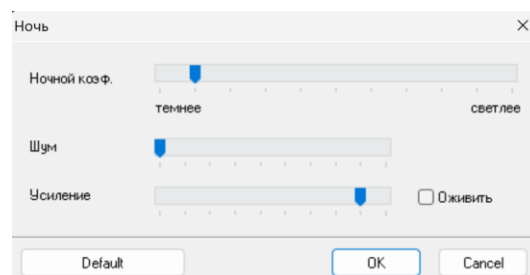 Ночь
Ночной коэф.
темнее светлее
Шум
Усиление Оживить
Default OK Cancel